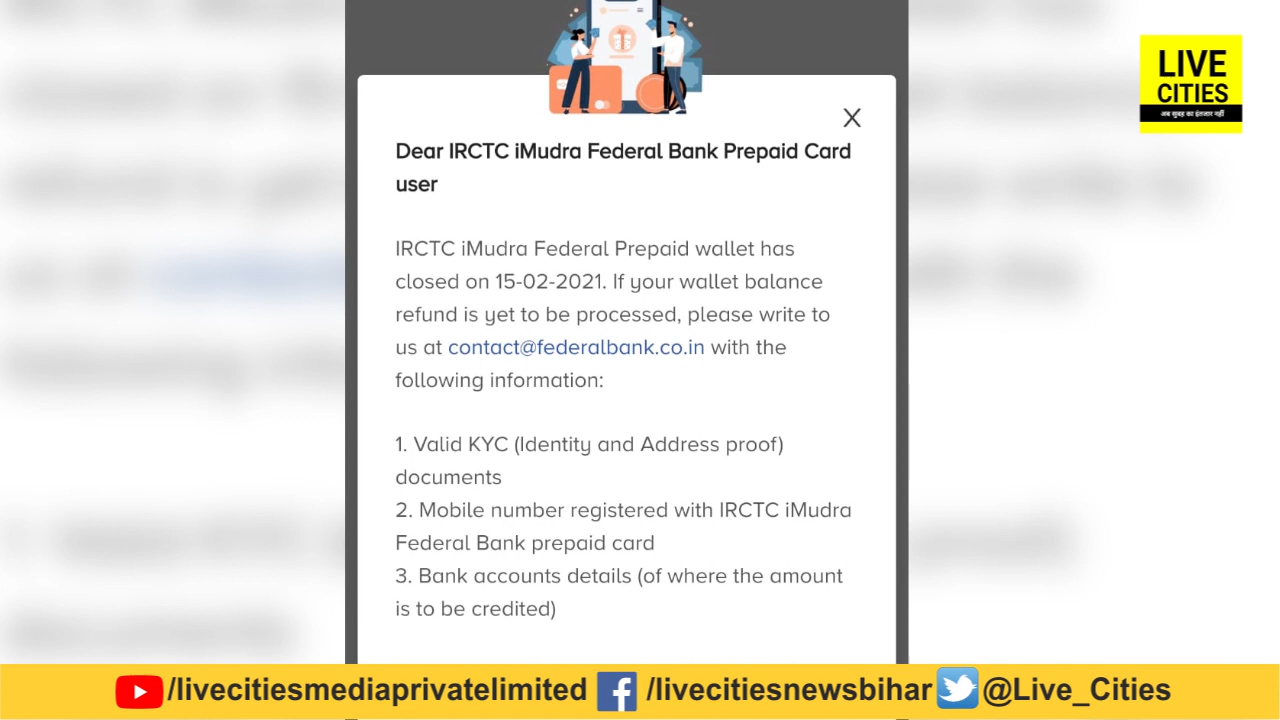 LIVE
CITIES
अब सुबह का इंतजार नहीं
Dear IRCTC iMudra Federal Bank Prepaid Card
user
IRCTC iMudra Federal Prepaid wallet has
closed on 15-02-2021. If your wallet balance
refund is yet to be processed, please write to
us at contact@federalbank.co.in with the
following information:
1. Valid KYC (Identity and Address proof)
documents
2. Mobile number registered with IRCTC iMudra
Federal Bank prepaid card
3. Bank accounts details (of where the amount
is to be credited)
/livecitiesmediaprivatelimited /livecitiesnewsbihar @Live_Cities